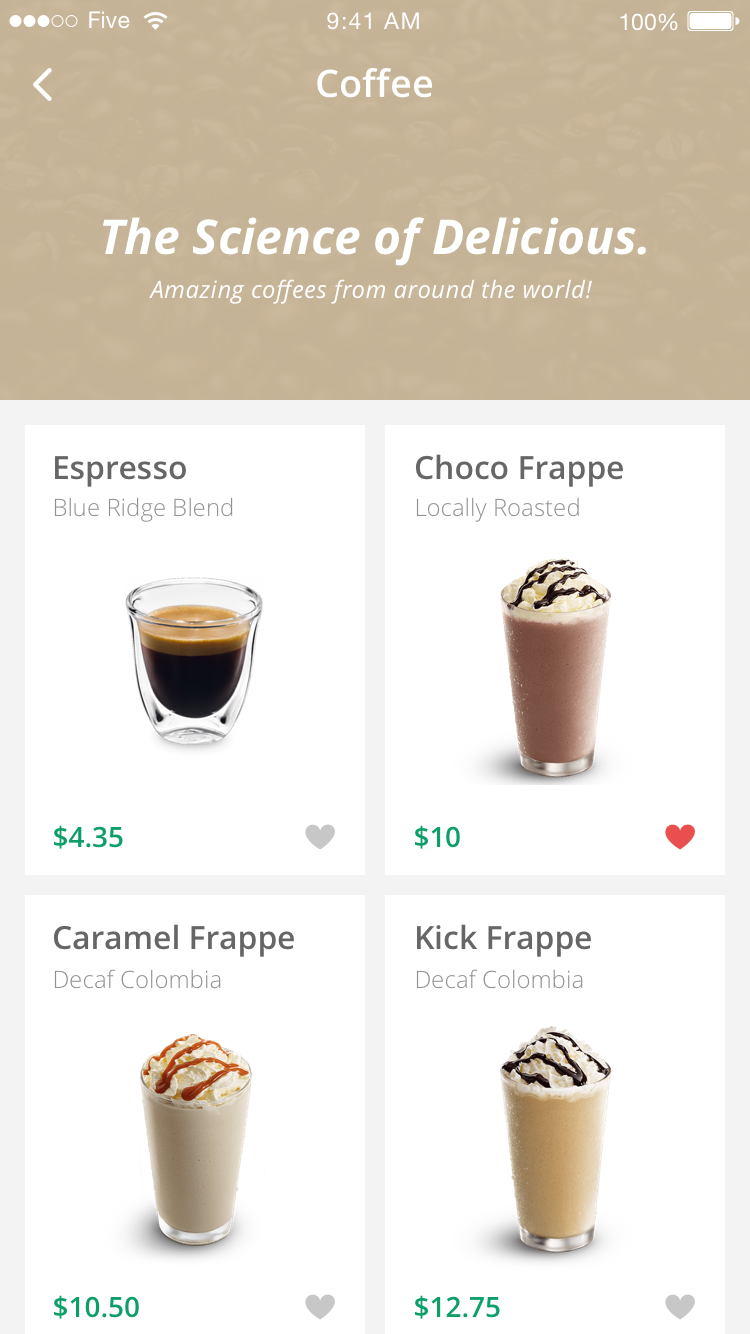 Five 9:41 AM 100%
Coffee
The Science of Delicious.
Amazing coffees from around the world!
Espresso
Blue Ridge Blend
$4.35
Choco Frappe
Locally Roasted
$10
Caramel Frappe
Decaf Colombia
$10.50
Kick Frappe
Decaf Colombia
$12.75